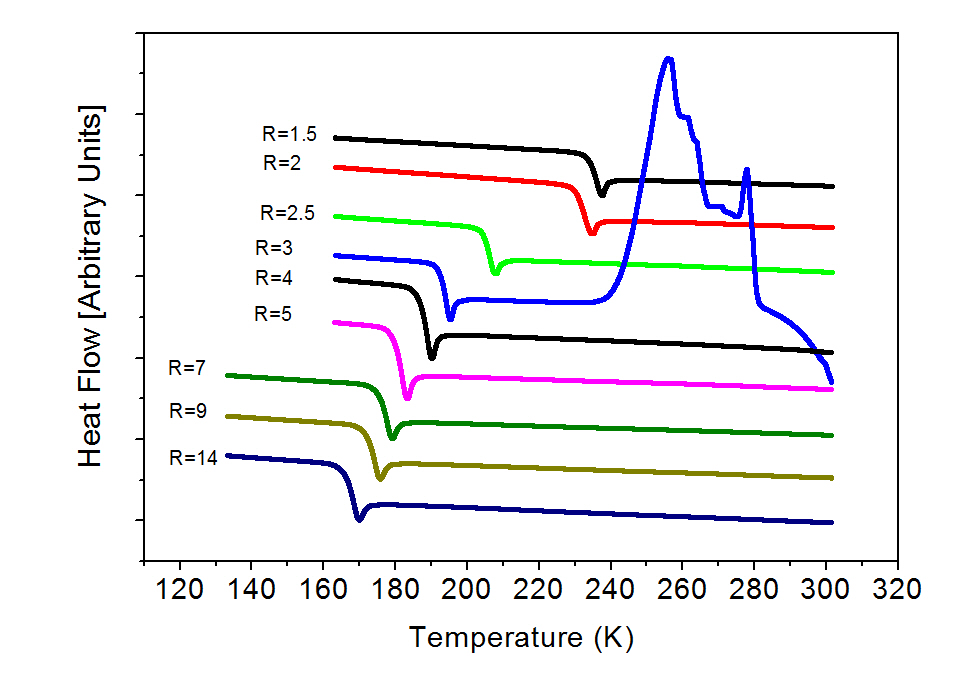 Heat Flow [Arbitrary Units]
R=1.5
R=2
R=2.5
R=3
R=4
R=5
R=7
R=9
R=14
120 140 160 180 200 220 240 260 280 300 320
Temperature (K)